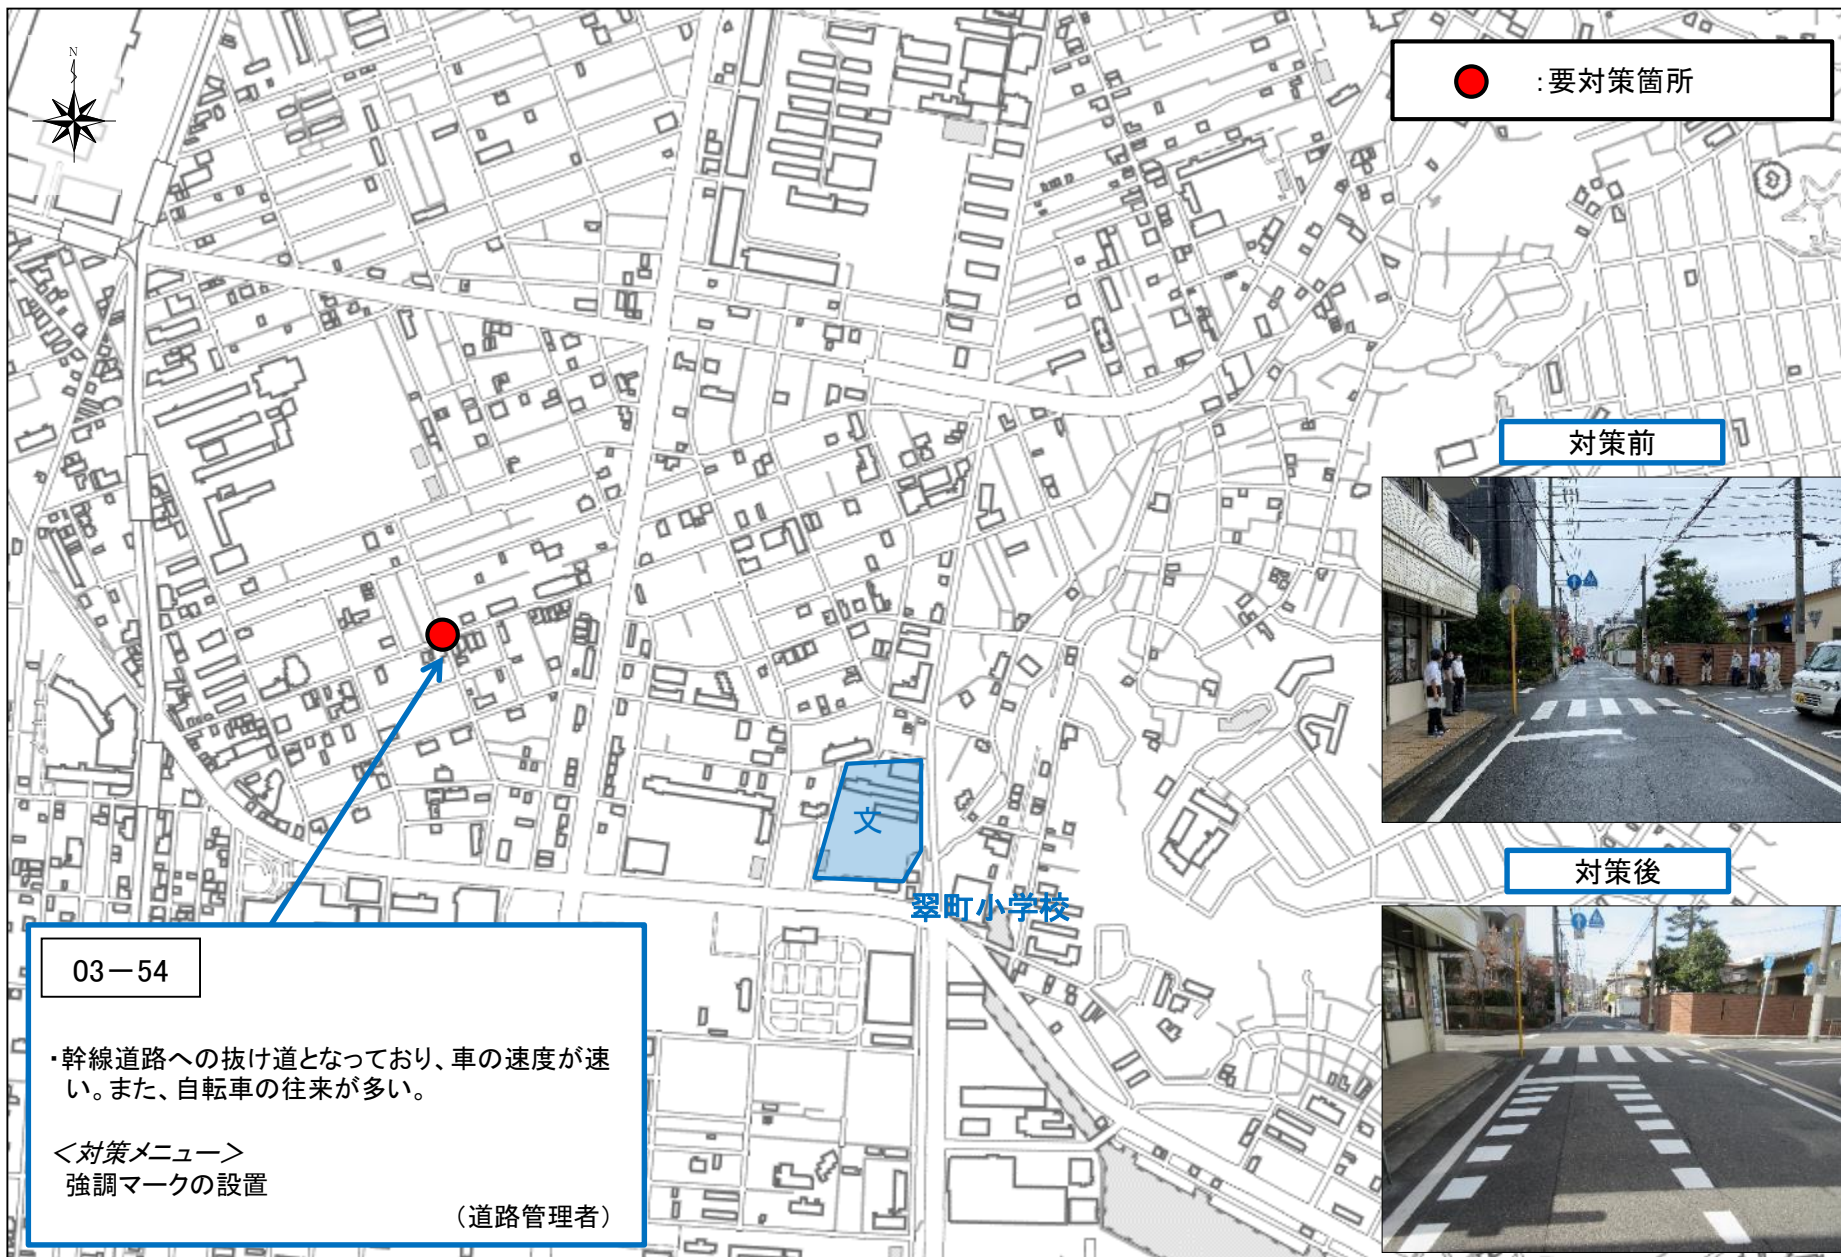 N
:要対策箇所
対策前
対策後
文
翠町小学校
03－54
・幹線道路への抜け道となっており、車の速度が速
い。また、自転車の往来が多い。
＜対策メニュー＞
強調マークの設置
（道路管理者）